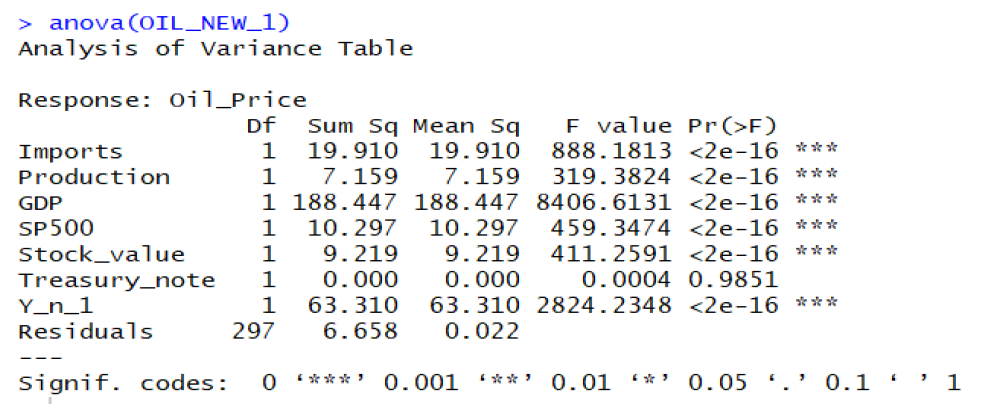 > anova(OIL_NEW_1)
Analysis of Variance Table
Response: Oil_Price
Df Sum Sq Mean Sq F value Pr(>F)
Imports 1 19.910 19.910 888.1813 <2e-16 ***
Production 1 7.159 7.159 319.3824 <2e-16 ***
GDP 1 188.447 188.447 8406.6131 <2e-16 ***
SP500 1 10.297 10.297 459.3474 <2e-16 ***
Stock_value 1 9.219 9.219 411.2591 <2e-16 ***
Treasury_note 1 0.000 0.000 0.0004 0.9851
Y_n_1 1 63.310 63.310 2824.2348 <2e-16 ***
Residuals 297 6.658 0.022
---
Signif. codes: 0 ‘***’ 0.001 ‘**’ 0.01 ‘*’ 0.05 ‘.’ 0.1 ‘ ’ 1